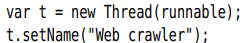 var t = new Thread(runnable);
t.setName("Web crawler");